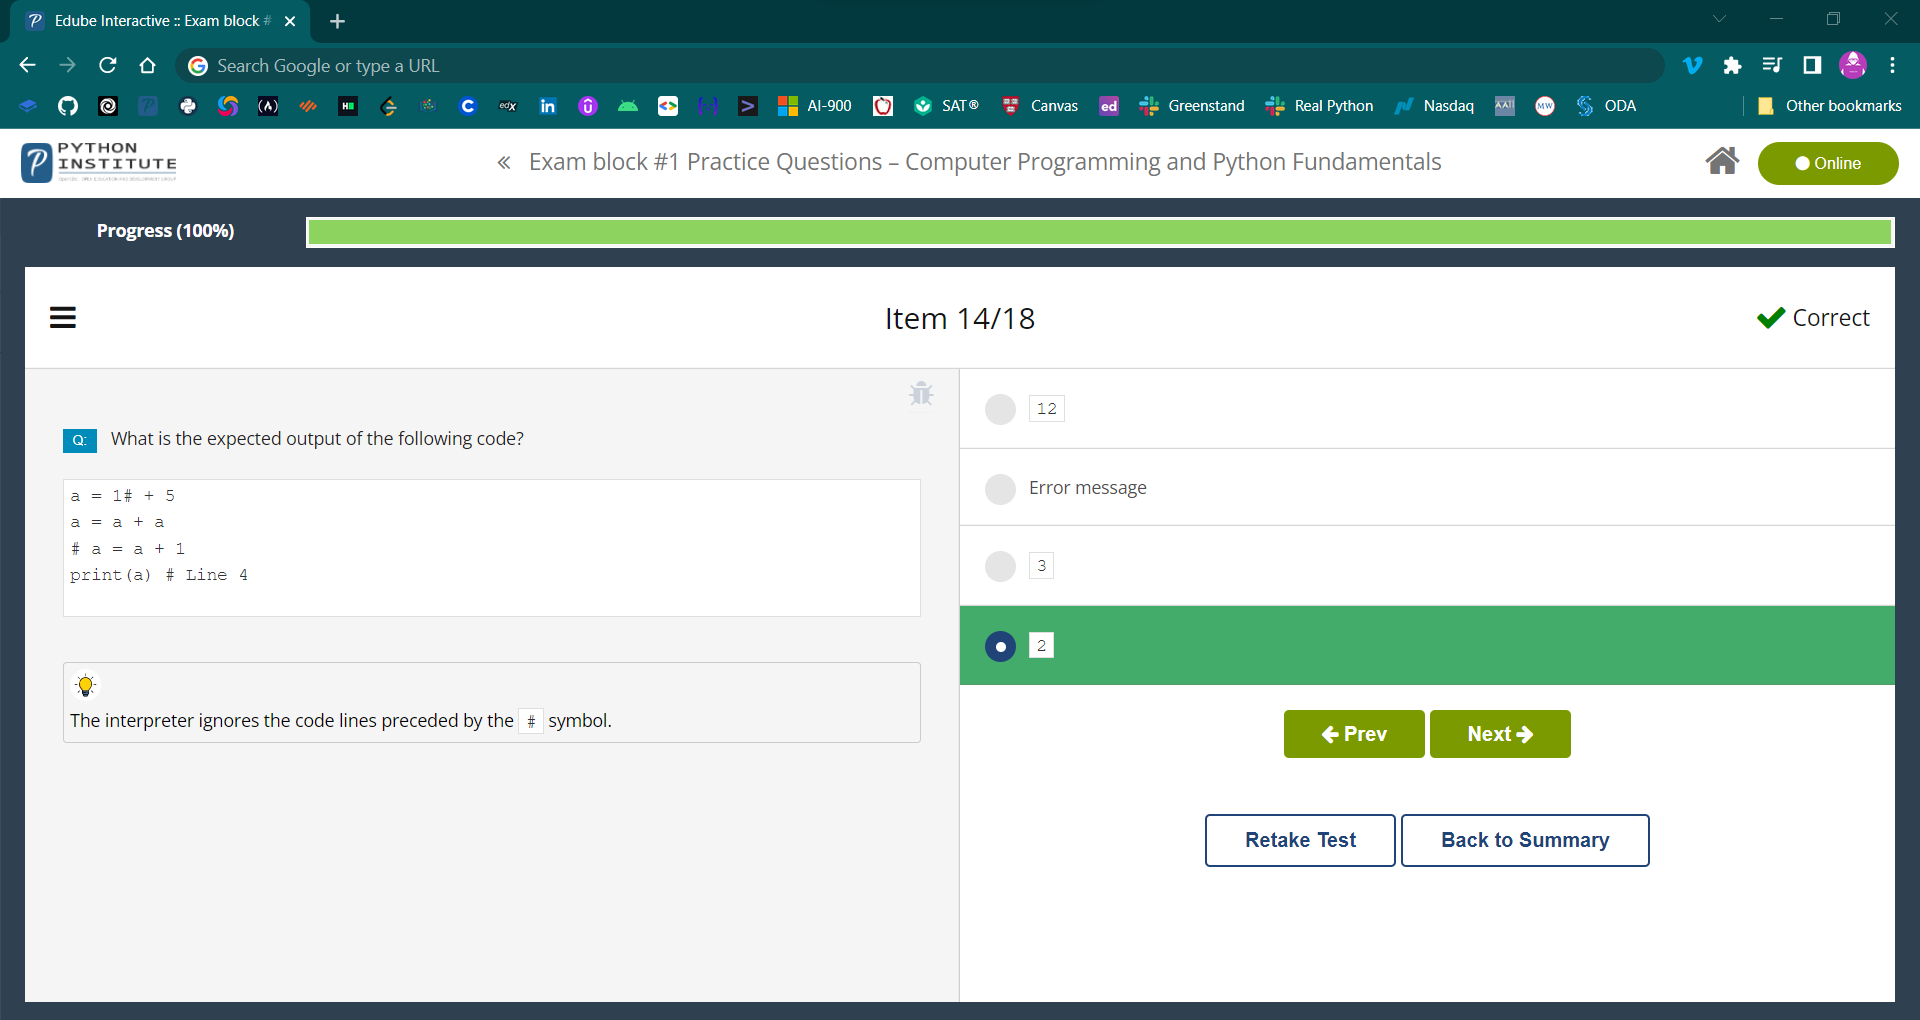 Edube Interactive :: Exam block #
Search Google or type a URL
AI-900 SAT® Canvas ed Greenstand Real Python Nasdaq AATI MW ODA Other bookmarks
PYTHON
INSTITUTE
« Exam block #1 Practice Questions – Computer Programming and Python Fundamentals
Online
Progress (100%)
Item 14/18
Correct
Q: What is the expected output of the following code?
a = 1# + 5
a = a + a
# a = a + 1
print(a) # Line 4
The interpreter ignores the code lines preceded by the # symbol.
12
Error message
3
2
Prev
Next
Retake Test
Back to Summary